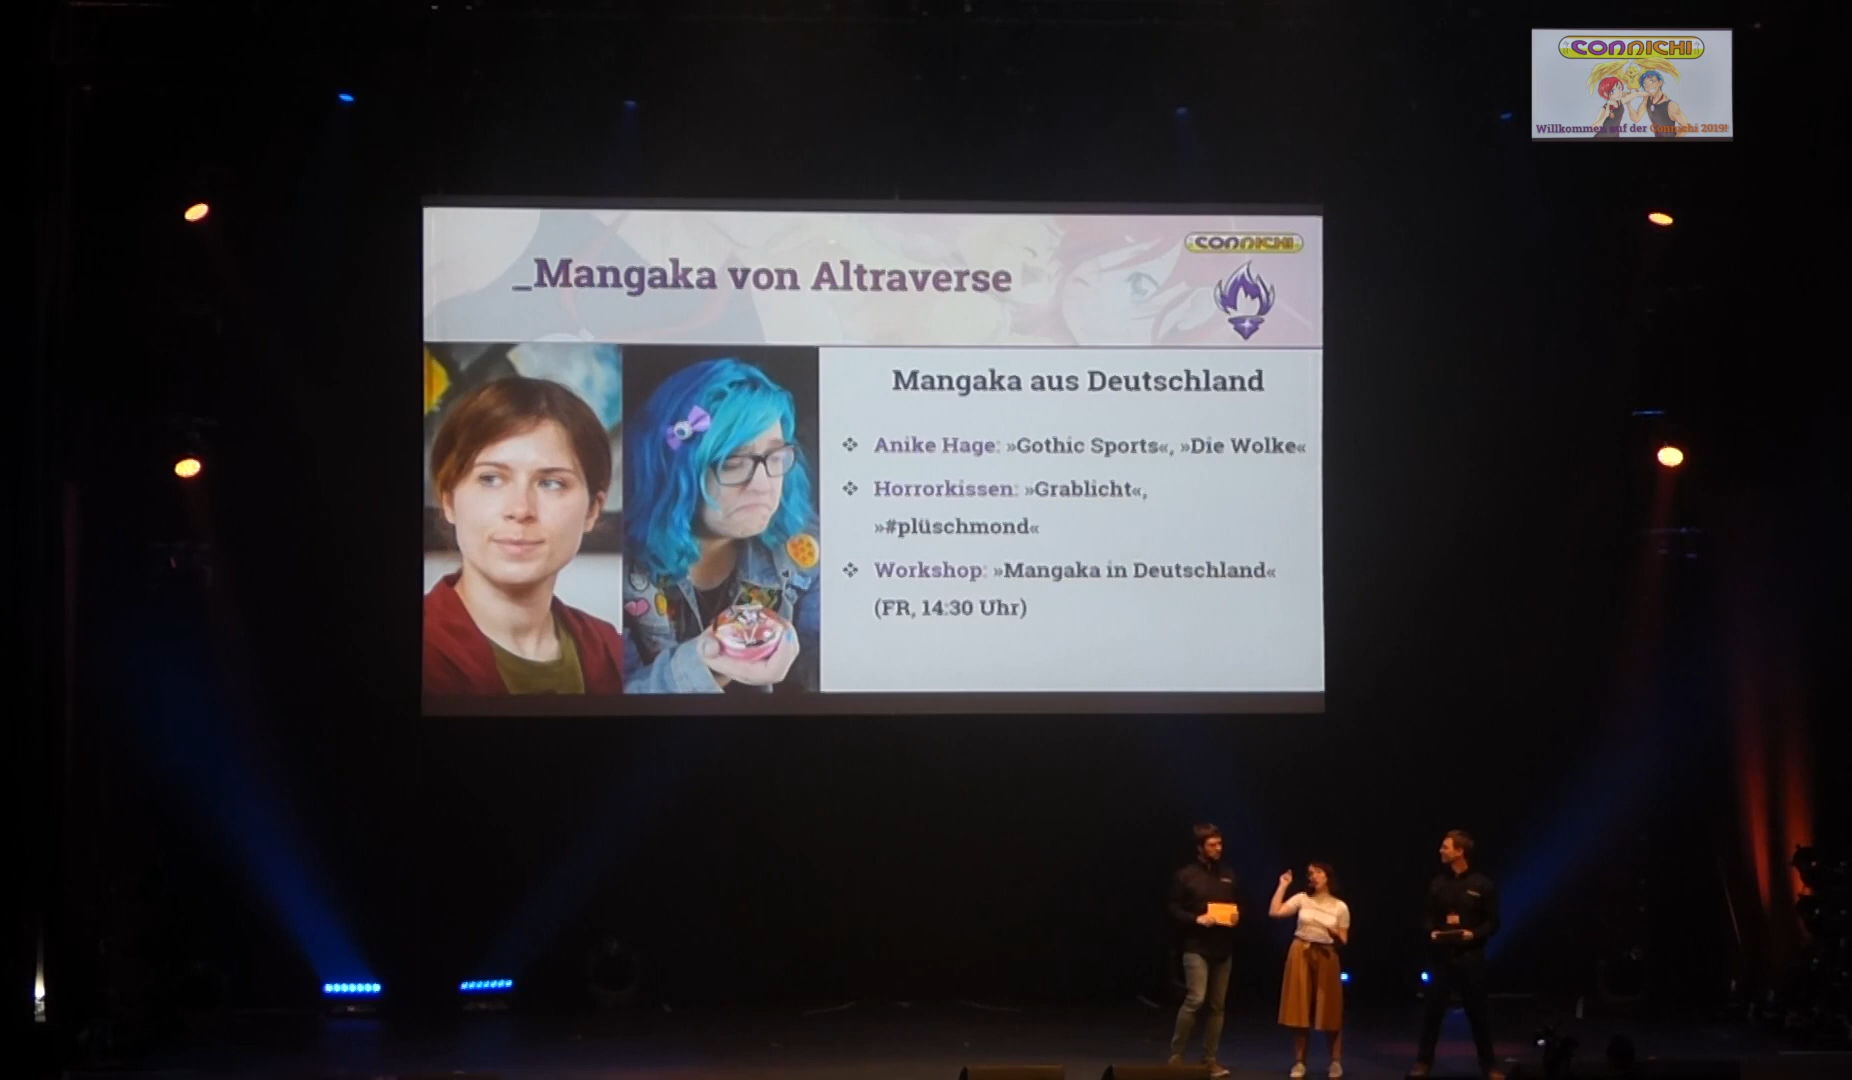 CONNICHI
Willkommen auf der Connichi 2019!
CONNICHI
_Mangaka von Altraverse
Mangaka aus Deutschland
❖ Anike Hage: »Gothic Sports«, »Die Wolke«
❖ Horrorkissen: »Grablicht«,
»#plüschmond«
❖ Workshop: »Mangaka in Deutschland«
(FR, 14:30 Uhr)